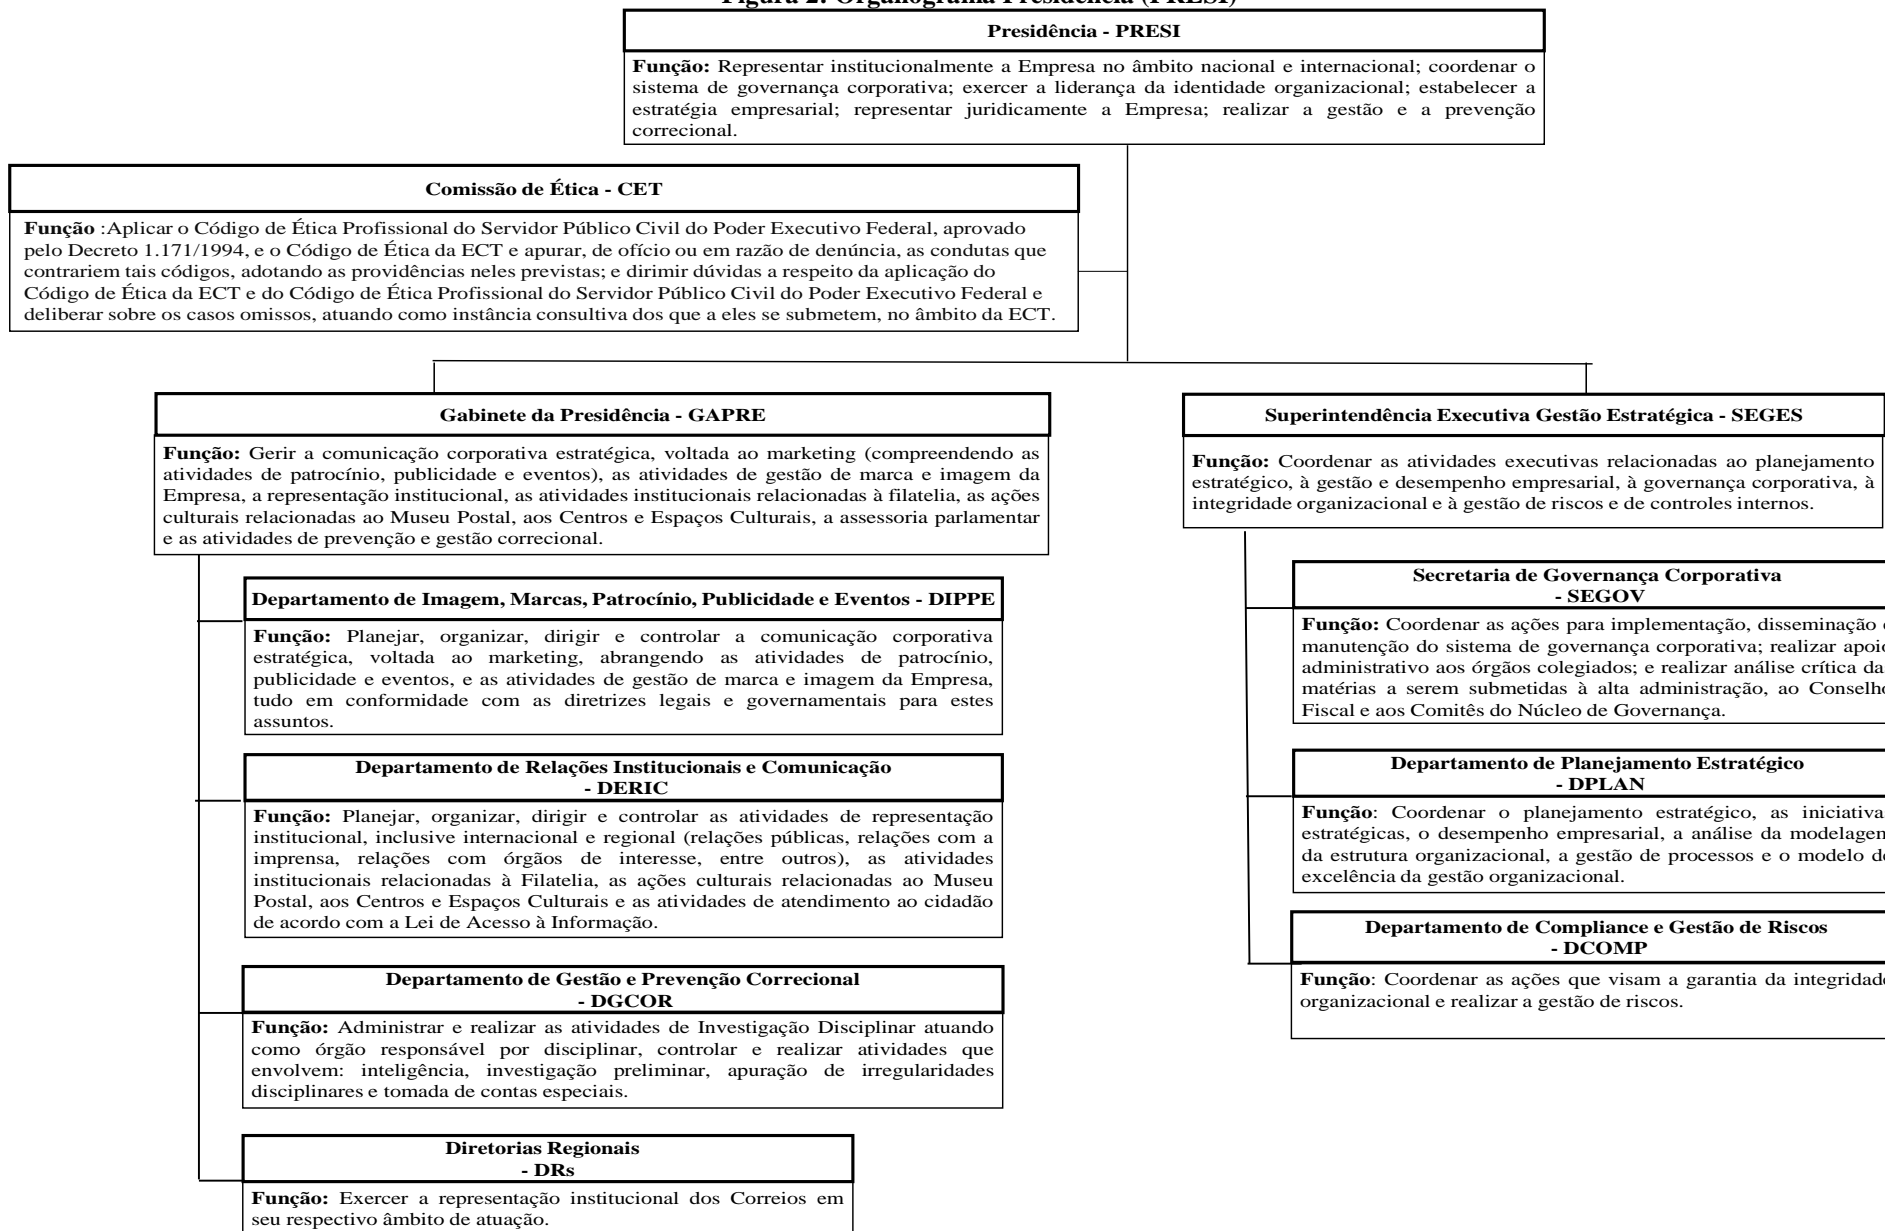 Figura 2: Organograma Presidência (PRESI)
Presidência - PRESI
Função: Representar institucionalmente a Empresa no âmbito nacional e internacional; coordenar o
sistema de governança corporativa; exercer a liderança da identidade organizacional; estabelecer a
estratégia empresarial; representar juridicamente a Empresa; realizar a gestão e a prevenção
correcional.
Comissão de Ética - CET
Função :Aplicar o Código de Ética Profissional do Servidor Público Civil do Poder Executivo Federal, aprovado
pelo Decreto 1.171/1994, e o Código de Ética da ECT e apurar, de ofício ou em razão de denúncia, as condutas que
contrariem tais códigos, adotando as providências neles previstas; e dirimir dúvidas a respeito da aplicação do
Código de Ética da ECT e do Código de Ética Profissional do Servidor Público Civil do Poder Executivo Federal e
deliberar sobre os casos omissos, atuando como instância consultiva dos que a eles se submetem, no âmbito da ECT.
Gabinete da Presidência - GAPRE
Função: Gerir a comunicação corporativa estratégica, voltada ao marketing (compreendendo as
atividades de patrocínio, publicidade e eventos), as atividades de gestão de marca e imagem da
Empresa, a representação institucional, as atividades institucionais relacionadas à filatelia, as ações
culturais relacionadas ao Museu Postal, aos Centros e Espaços Culturais, a assessoria parlamentar
e as atividades de prevenção e gestão correcional.
Departamento de Imagem, Marcas, Patrocínio, Publicidade e Eventos - DIPPE
Função: Planejar, organizar, dirigir e controlar a comunicação corporativa
estratégica, voltada ao marketing, abrangendo as atividades de patrocínio,
publicidade e eventos, e as atividades de gestão de marca e imagem da Empresa,
tudo em conformidade com as diretrizes legais e governamentais para estes
assuntos.
Departamento de Relações Institucionais e Comunicação
- DERIC
Função: Planejar, organizar, dirigir e controlar as atividades de representação
institucional, inclusive internacional e regional (relações públicas, relações com a
imprensa, relações com órgãos de interesse, entre outros), as atividades
institucionais relacionadas à Filatelia, as ações culturais relacionadas ao Museu
Postal, aos Centros e Espaços Culturais e as atividades de atendimento ao cidadão
de acordo com a Lei de Acesso à Informação.
Departamento de Gestão e Prevenção Correcional
- DGCOR
Função: Administrar e realizar as atividades de Investigação Disciplinar atuando
como órgão responsável por disciplinar, controlar e realizar atividades que
envolvem: inteligência, investigação preliminar, apuração de irregularidades
disciplinares e tomada de contas especiais.
Diretorias Regionais
- DRs
Função: Exercer a representação institucional dos Correios em
seu respectivo âmbito de atuação.
Superintendência Executiva Gestão Estratégica - SEGES
Função: Coordenar as atividades executivas relacionadas ao planejamento
estratégico, à gestão e desempenho empresarial, à governança corporativa, à
integridade organizacional e à gestão de riscos e de controles internos.
Secretaria de Governança Corporativa
- SEGOV
Função: Coordenar as ações para implementação, disseminação
manutenção do sistema de governança corporativa; realizar
administrativo aos órgãos colegiados; e realizar análise crítica
matérias a serem submetidas à alta administração, ao
Fiscal e aos Comitês do Núcleo de Governança.
Departamento de Planejamento Estratégico
- DPLAN
Função: Coordenar o planejamento estratégico, as
estratégicas, o desempenho empresarial, a análise da
da estrutura organizacional, a gestão de processos e o modelo
excelência da gestão organizacional.
Departamento de Compliance e Gestão de Riscos
- DCOMP
Função: Coordenar as ações que visam a garantia da
organizacional e realizar a gestão de riscos.